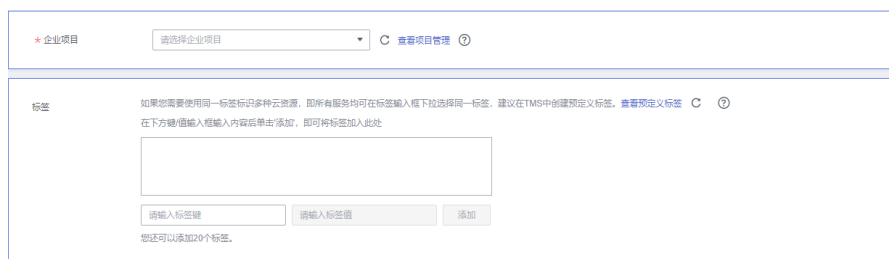 * 企业项目 请选择企业项目 查看项目管理 ?
标签 如果您需要使用同一标签标识多种云资源，即所有服务均可在标签输入框下拉选择同一标签，建议在TMS中创建预定义标签。查看预定义标签 ?
在下方键/值输入框输入内容后单击'添加'，即可将标签加入此处
请输入标签键 请输入标签值 添加
您还可以添加20个标签。